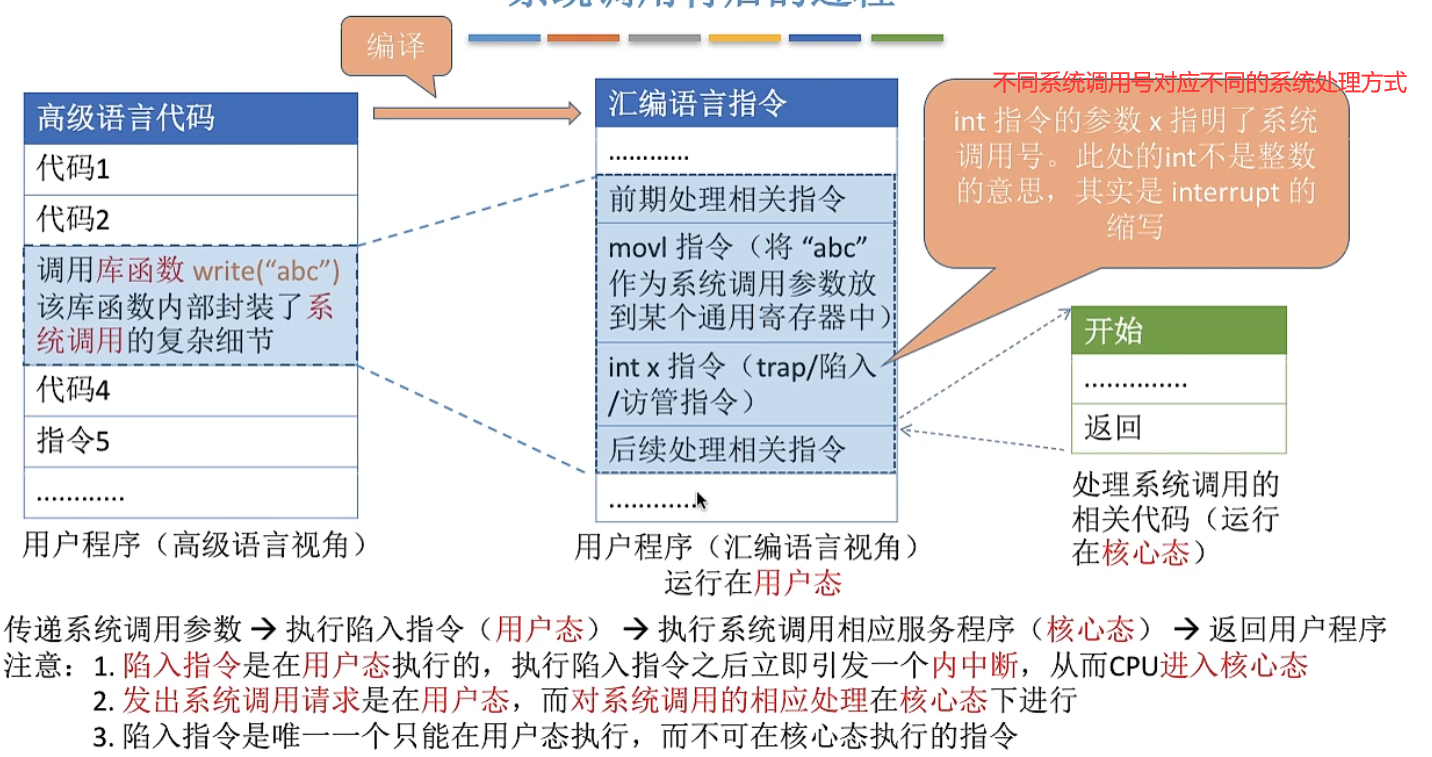 系统调用背后的过程
编译
不同系统调用号对应不同的系统处理方式
高级语言代码
代码1
代码2
调用库函数 write(“abc”)
该库函数内部封装了系
统调用的复杂细节
代码4
指令5
…………
用户程序（高级语言视角）
汇编语言指令
…………
前期处理相关指令
movl 指令（将 “abc”
作为系统调用参数放
到某个通用寄存器中）
int x 指令（trap/陷入
/访管指令）
后续处理相关指令
…………
用户程序（汇编语言视角）
运行在用户态
int 指令的参数 x 指明了系统
调用号。此处的int不是整数
的意思，其实是 interrupt 的
缩写
开始
…………..
返回
处理系统调用的
相关代码（运行
在核心态）
传递系统调用参数 → 执行陷入指令（用户态） → 执行系统调用相应服务程序（核心态） → 返回用户程序
注意：1. 陷入指令是在用户态执行的，执行陷入指令之后立即引发一个内中断，从而CPU进入核心态
2. 发出系统调用请求是在用户态，而对系统调用的相应处理在核心态下进行
3. 陷入指令是唯一一个只能在用户态执行，而不可在核心态执行的指令